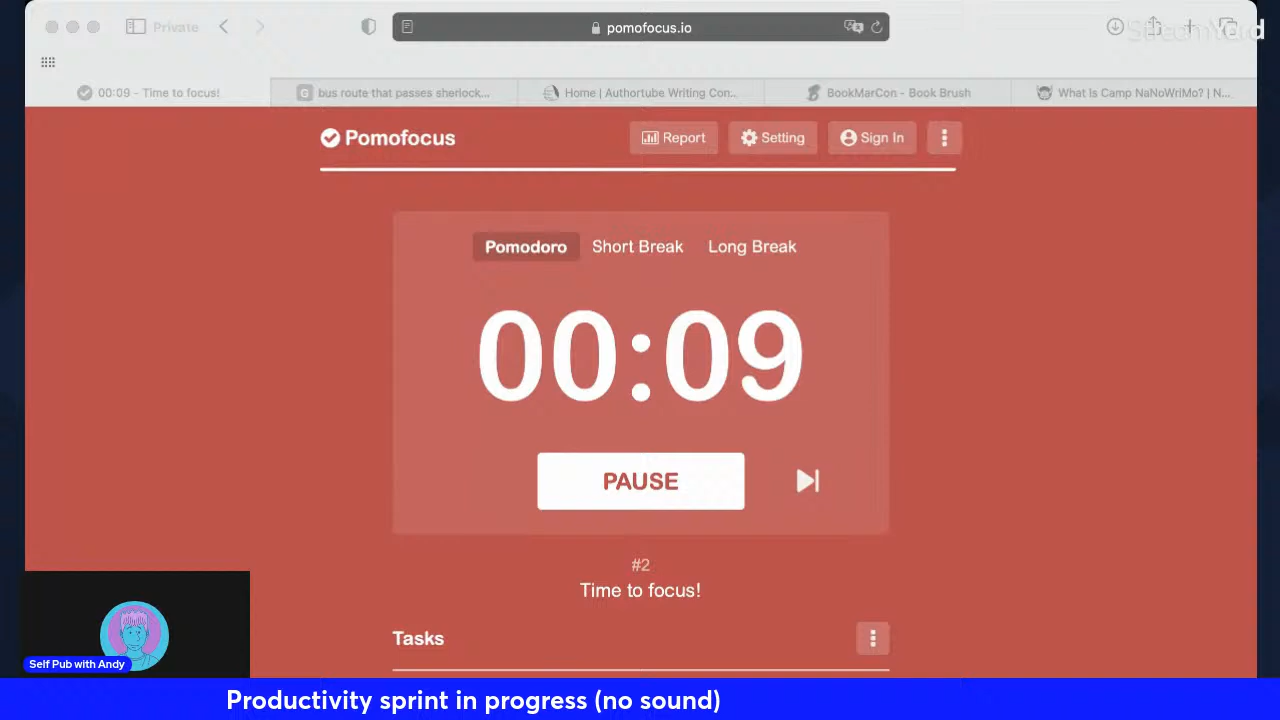 Private
pomofocus.io
StreamYard
00:09 - Time to focus!
bus route that passes sherlock...
Home | Authortube Writing Con...
BookMarCon - Book Brush
What Is Camp NaNoWriMo? | N...
Pomofocus
Report
Setting
Sign In
Pomodoro
Short Break
Long Break
00:09
PAUSE
#2
Time to focus!
Tasks
Self Pub with Andy
Productivity sprint in progress (no sound)